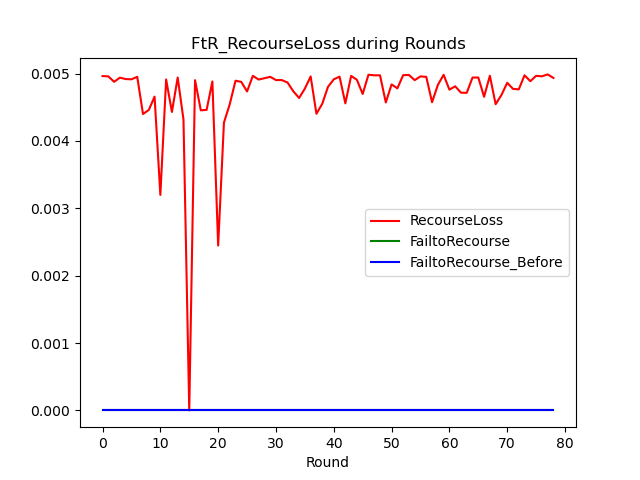 FtR_RecourseLoss during Rounds
0.005
0.004
0.003
0.002
0.001
0.000
RecourseLoss
FailtoRecourse
FailtoRecourse_Before
0 10 20 30 40 50 60 70 80
Round